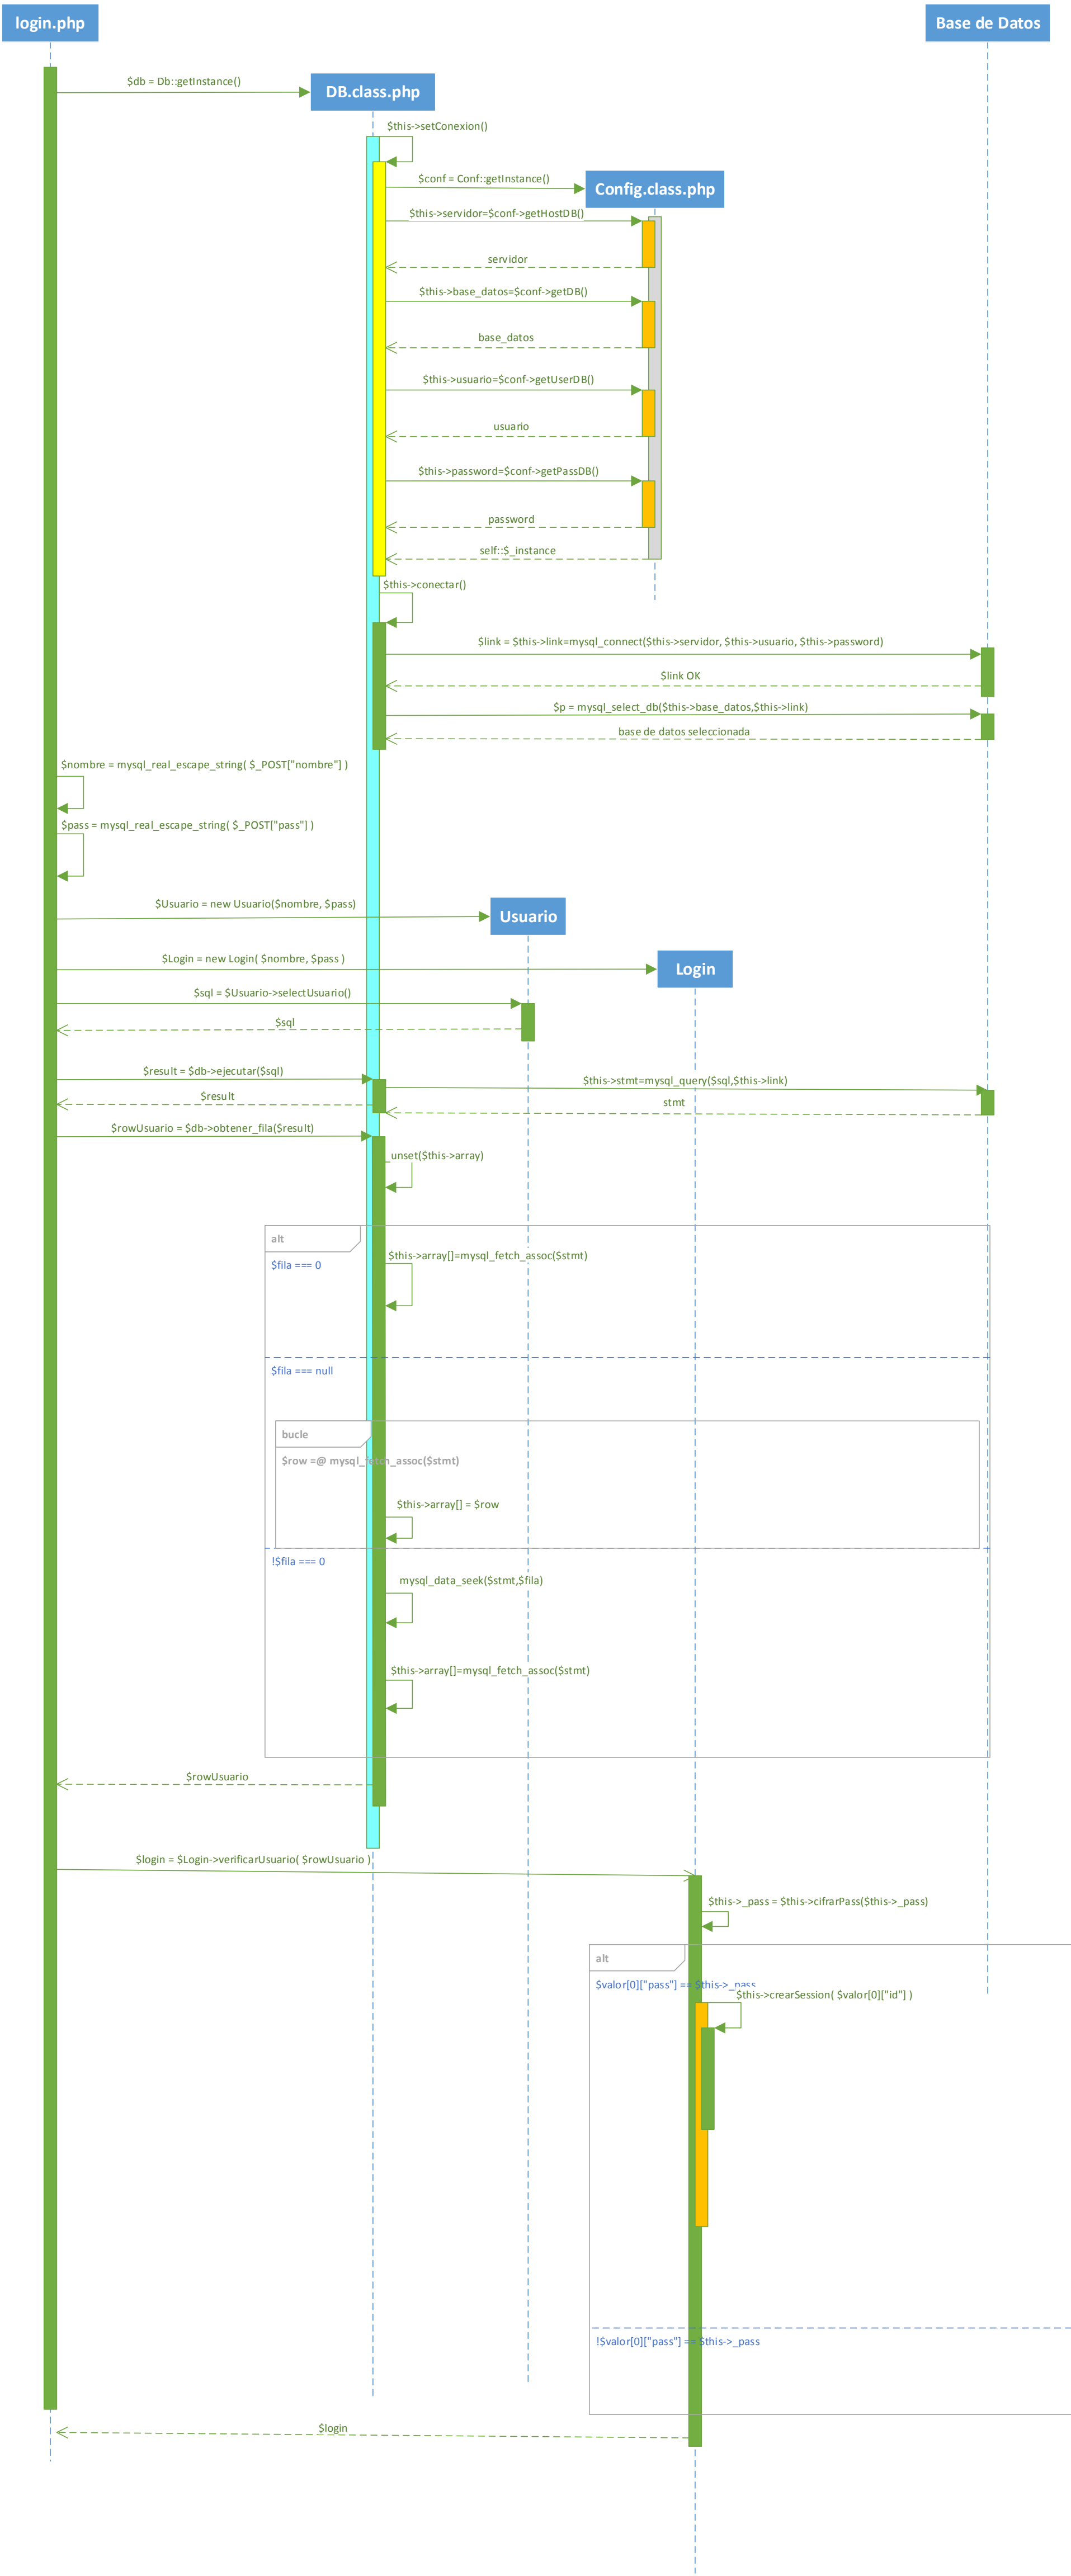 login.php
Base de Datos
$db = Db::getInstance()
DB.class.php
$this->setConexion()
$conf = Conf::getInstance()
Config.class.php
$this->servidor=$conf->getHostDB()
servidor
$this->base_datos=$conf->getDB()
base_datos
$this->usuario=$conf->getUserDB()
usuario
$this->password=$conf->getPassDB()
password
self::$_instance
$this->conectar()
$link = $this->link=mysql_connect($this->servidor, $this->usuario, $this->password)
$link OK
$p = mysql_select_db($this->base_datos,$this->link)
base de datos seleccionada
$nombre = mysql_real_escape_string( $_POST["nombre"] )
$pass = mysql_real_escape_string( $_POST["pass"] )
$Usuario = new Usuario($nombre, $pass)
Usuario
$Login = new Login( $nombre, $pass )
Login
$sql = $Usuario->selectUsuario()
$sql
$result = $db->ejecutar($sql)
$this->stmt=mysql_query($sql,$this->link)
$result
stmt
$rowUsuario = $db->obtener_fila($result)
unset($this->array)
alt
$this->array[]=mysql_fetch_assoc($stmt)
$fila === 0
$fila === null
bucle
$row =@ mysql_fetch_assoc($stmt)
$this->array[] = $row
!$fila === 0
mysql_data_seek($stmt,$fila)
$this->array[]=mysql_fetch_assoc($stmt)
$rowUsuario
$login = $Login->verificarUsuario( $rowUsuario )
$this->_pass = $this->cifrarPass($this->_pass)
alt
$valor[0]["pass"] == $this->_pass
$this->crearSession( $valor[0]["id"] )
!$valor[0]["pass"] == $this->_pass
$login